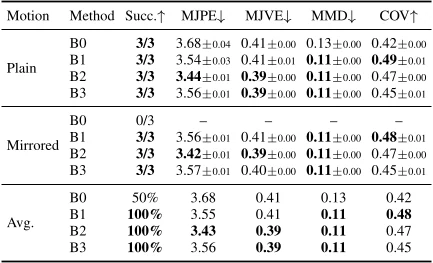 Motion Method Succ.↑ MJPE↓ MJVE↓ MMD↓ COV↑
Plain
B0 3/3 3.68±0.04 0.41±0.00 0.13±0.00 0.42±0.00
B1 3/3 3.54±0.03 0.41±0.01 0.11±0.00 0.49±0.01
B2 3/3 3.44±0.01 0.39±0.00 0.11±0.00 0.47±0.00
B3 3/3 3.56±0.01 0.39±0.00 0.11±0.00 0.45±0.01
Mirrored
B0 0/3 – – – –
B1 3/3 3.56±0.01 0.41±0.00 0.11±0.00 0.48±0.01
B2 3/3 3.42±0.01 0.39±0.00 0.11±0.00 0.47±0.00
B3 3/3 3.57±0.01 0.40±0.00 0.11±0.00 0.45±0.01
Avg.
B0 50% 3.68 0.41 0.13 0.42
B1 100% 3.55 0.41 0.11 0.48
B2 100% 3.43 0.39 0.11 0.47
B3 100% 3.56 0.39 0.11 0.45